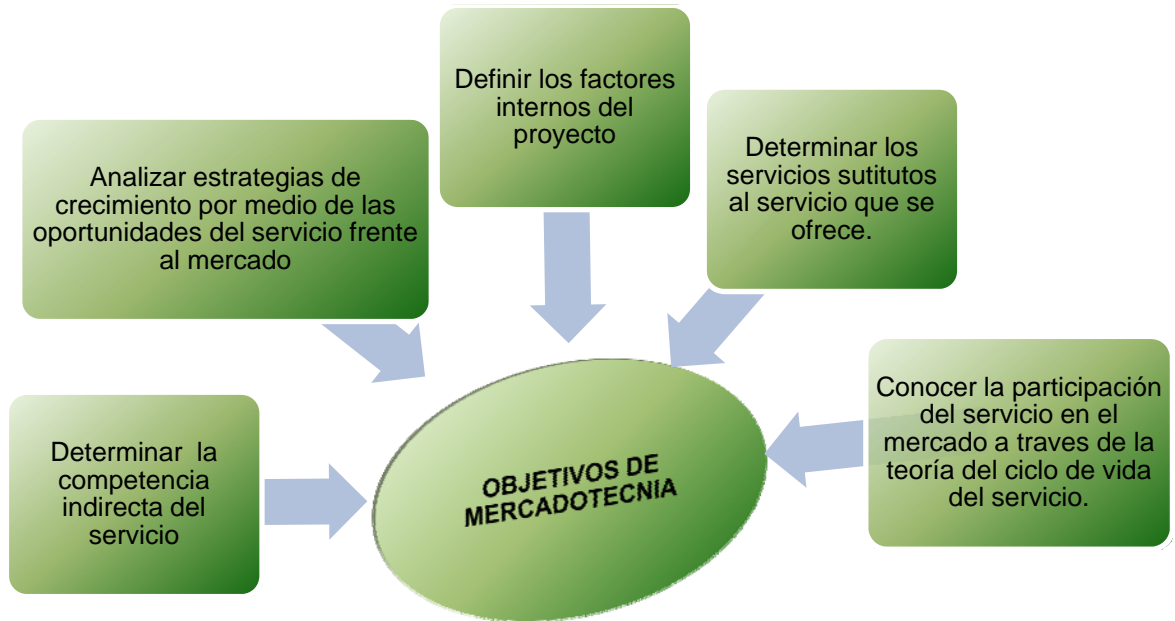 Definir los factores
internos del
proyecto
Analizar estrategias de
crecimiento por medio de las
oportunidades del servicio frente
al mercado
Determinar los
servicios sutitutos
al servicio que se
ofrece.
Determinar la
competencia
indirecta del
servicio
Conocer la participación
del servicio en el
mercado a traves de la
teoría del ciclo de vida
del servicio.
OBJETIVOS DE
MERCADOTECNIA